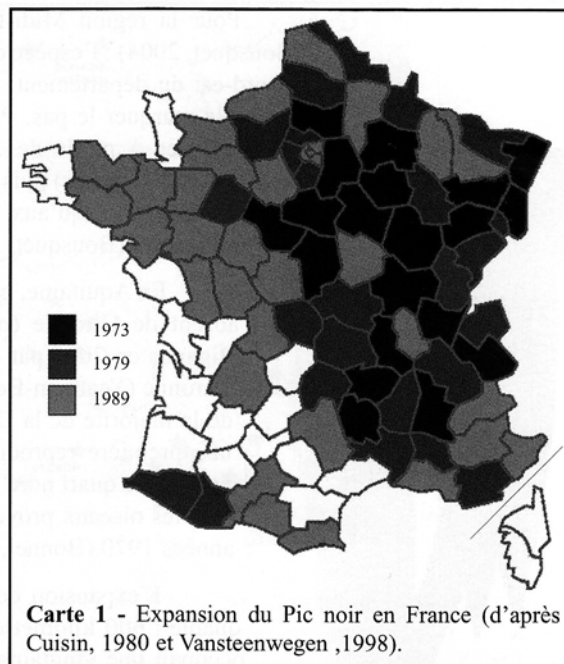 1973
1979
1989
Carte 1 - Expansion du Pic noir en France (d'après
Cuisin, 1980 et Vansteenwegen ,1998).